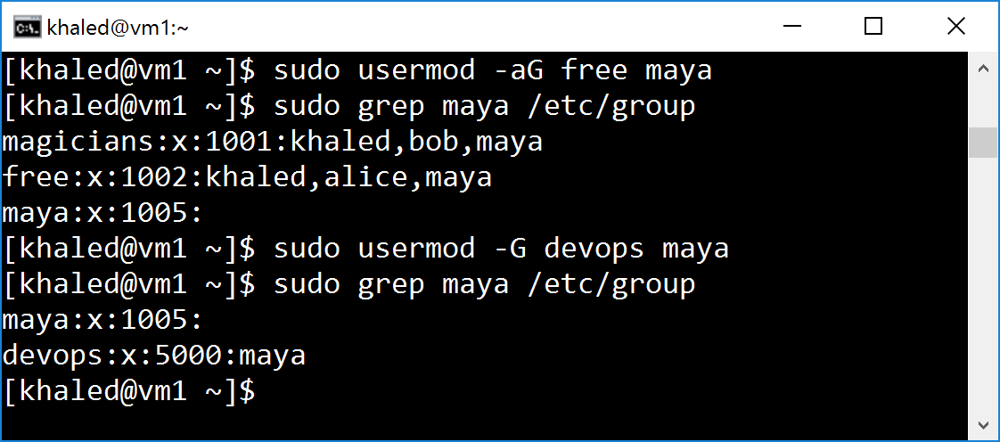 khaled@vm1:~
[khaled@vm1 ~]$ sudo usermod -aG free maya
[khaled@vm1 ~]$ sudo grep maya /etc/group
magicians:x:1001:khaled,bob,maya
free:x:1002:khaled,alice,maya
maya:x:1005:
[khaled@vm1 ~]$ sudo usermod -G devops maya
[khaled@vm1 ~]$ sudo grep maya /etc/group
maya:x:1005:
devops:x:5000:maya
[khaled@vm1 ~]$